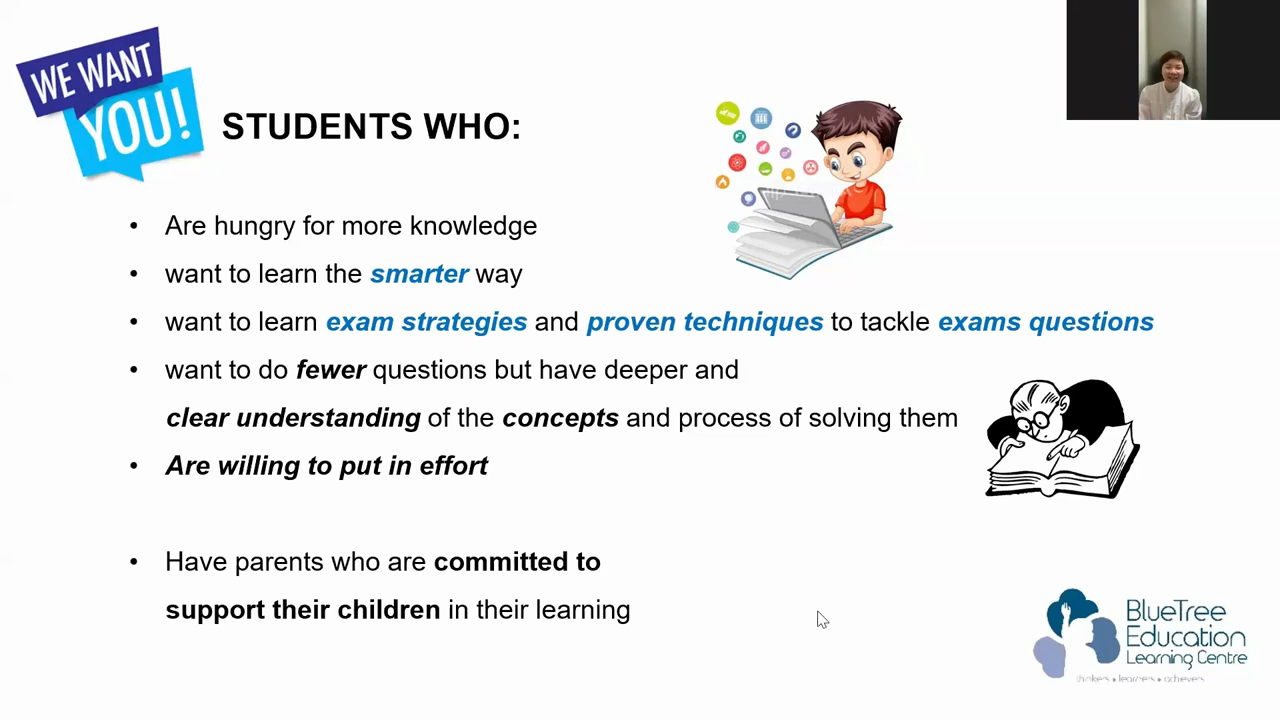 WE WANT
YOU!
STUDENTS WHO:
• Are hungry for more knowledge
• want to learn the smarter way
• want to learn exam strategies and proven techniques to tackle exams questions
• want to do fewer questions but have deeper and
clear understanding of the concepts and process of solving them
• Are willing to put in effort
• Have parents who are committed to
support their children in their learning
BlueTree
Education
Learning Centre
thinkers • learners • achievers